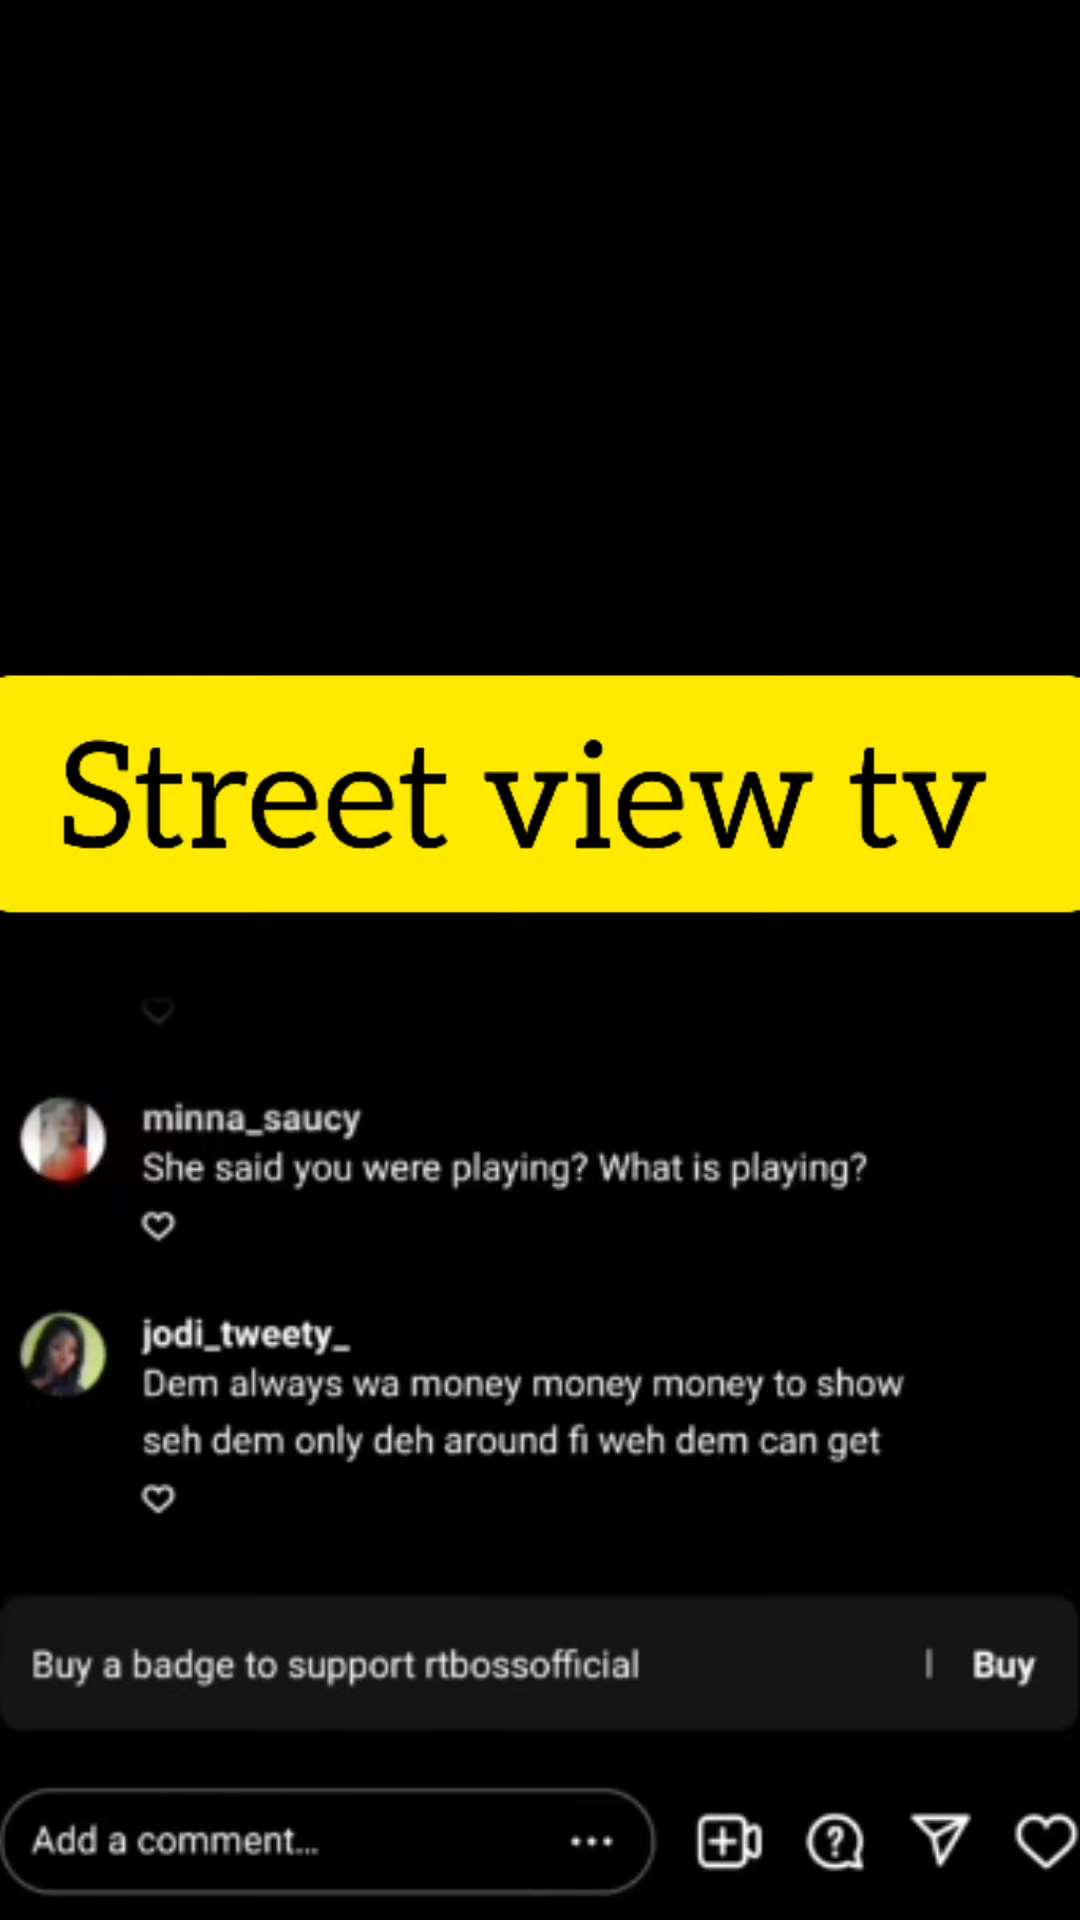 Street view tv
minna_saucy
She said you were playing? What is playing?
jodi_tweety_
Dem always wa money money money to show
seh dem only deh around fi weh dem can get
Buy a badge to support rtbossofficial | Buy
Add a comment...